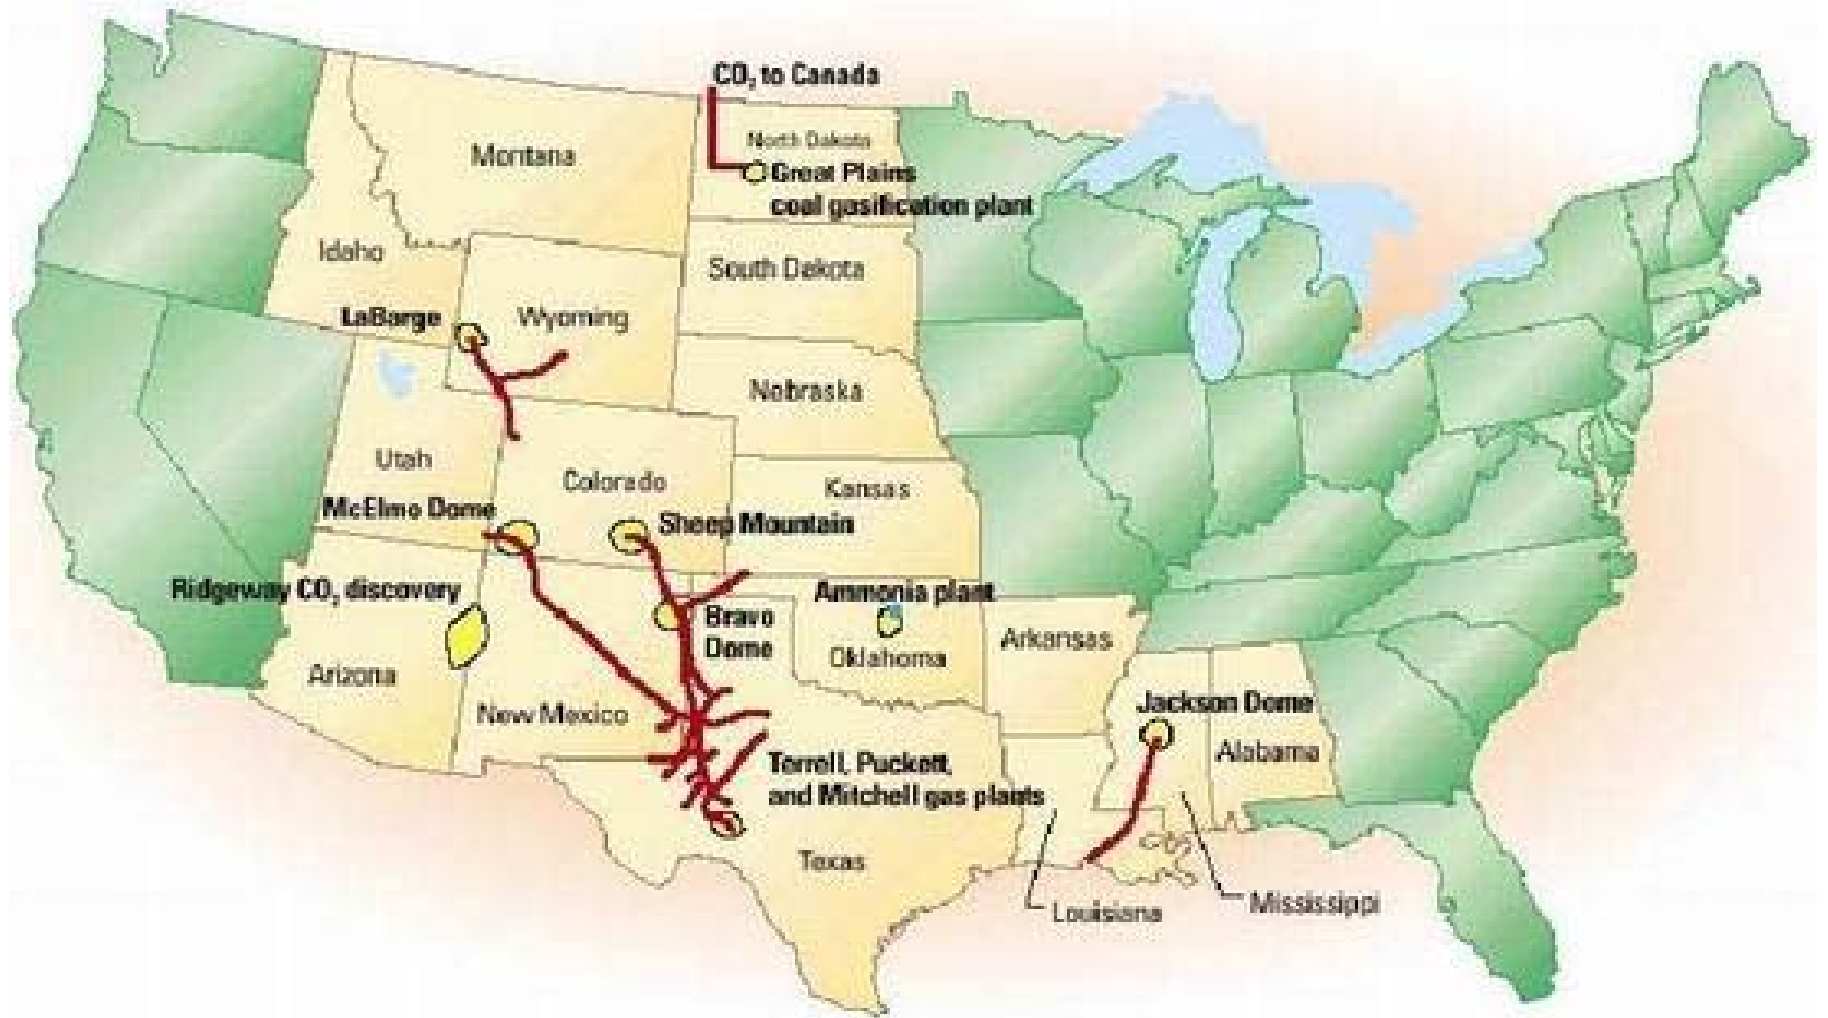 CO₂ to Canada
North Dakota
Montana
Great Plains
coal gasification plant
Idaho
South Dakota
LaBarge
Wyoming
Nebraska
Utah
Colorado
Kansas
McElmo Dome
Sheep Mountain
Ridgeway CO₂ discovery
Ammonia plant
Bravo
Dome
Arkansas
Oklahoma
Arizona
Jackson Dome
New Mexico
Alabama
Terrell, Puckett,
and Mitchell gas plants
Texas
Louisiana
Mississippi